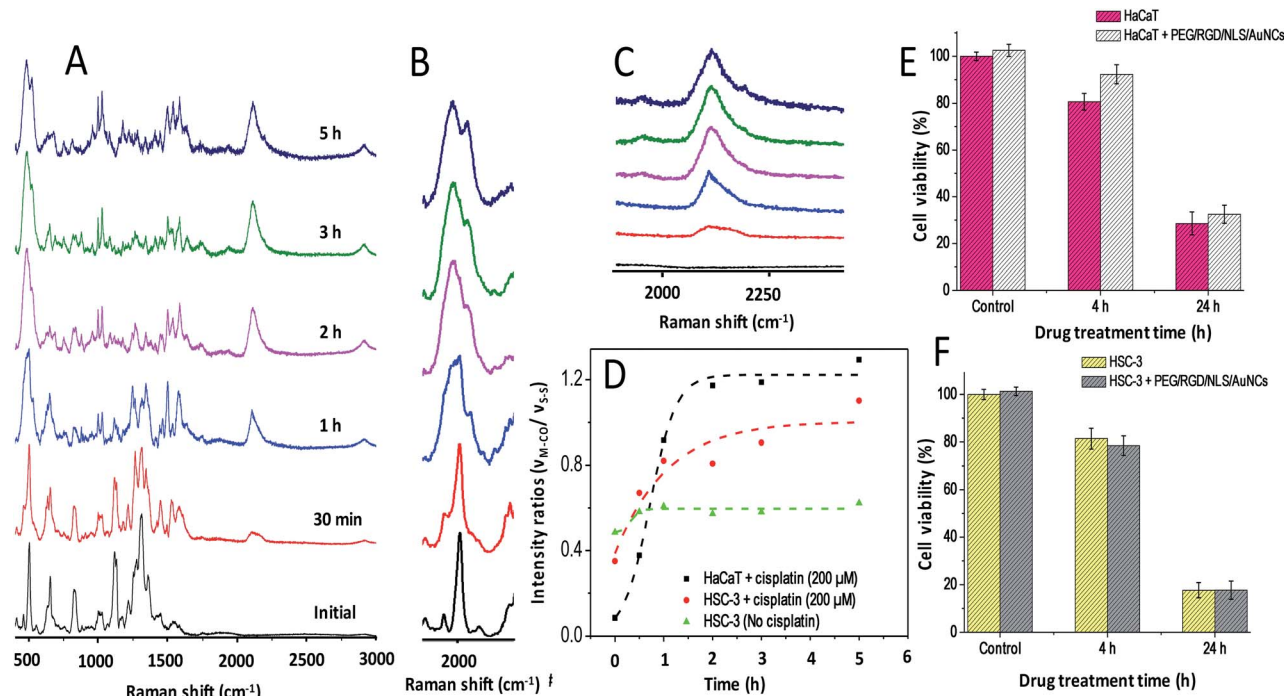 A
5 h
3 h
2 h
1 h
30 min
Initial
500 1000 1500 2000 2500 3000
Raman shift (cm-1)
B
2000
Raman shift (cm-1)
C
2000 2250
Raman shift (cm-1)
D
Intensity ratios (νM-CO/ νS-S)
1.2
0.8
0.4
0.0
HaCaT + cisplatin (200 µM)
HSC-3 + cisplatin (200 µM)
HSC-3 (No cisplatin)
0 1 2 3 4 5 6
Time (h)
HaCaT
HaCaT + PEG/RGD/NLS/AuNCs
E
Cell viability (%)
100
80
60
40
20
0
Control 4 h 24 h
Drug treatment time (h)
F
HSC-3
HSC-3 + PEG/RGD/NLS/AuNCs
Cell viability (%)
100
80
60
40
20
0
Control 4 h 24 h
Drug treatment time (h)